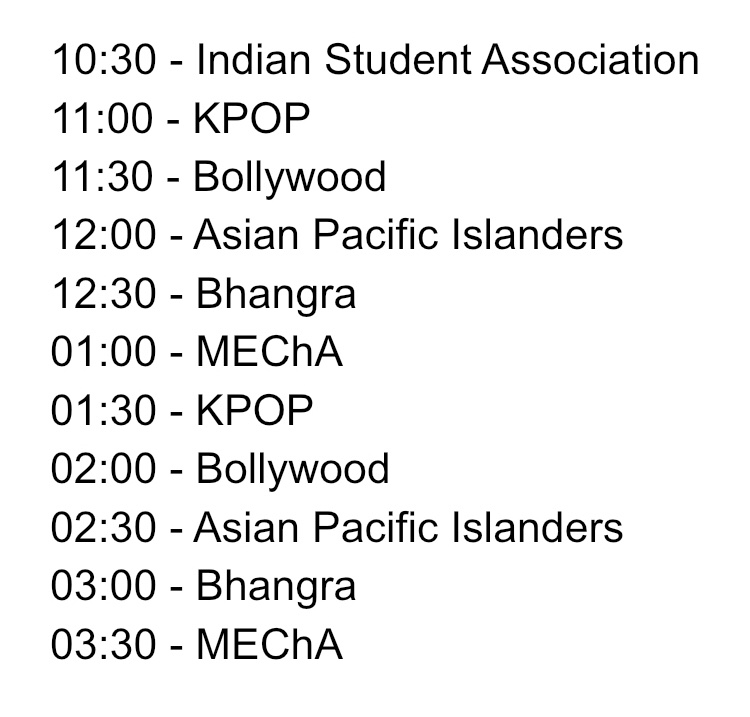 10:30 - Indian Student Association
11:00 - KPOP
11:30 - Bollywood
12:00 - Asian Pacific Islanders
12:30 - Bhangra
01:00 - MEChA
01:30 - KPOP
02:00 - Bollywood
02:30 - Asian Pacific Islanders
03:00 - Bhangra
03:30 - MEChA